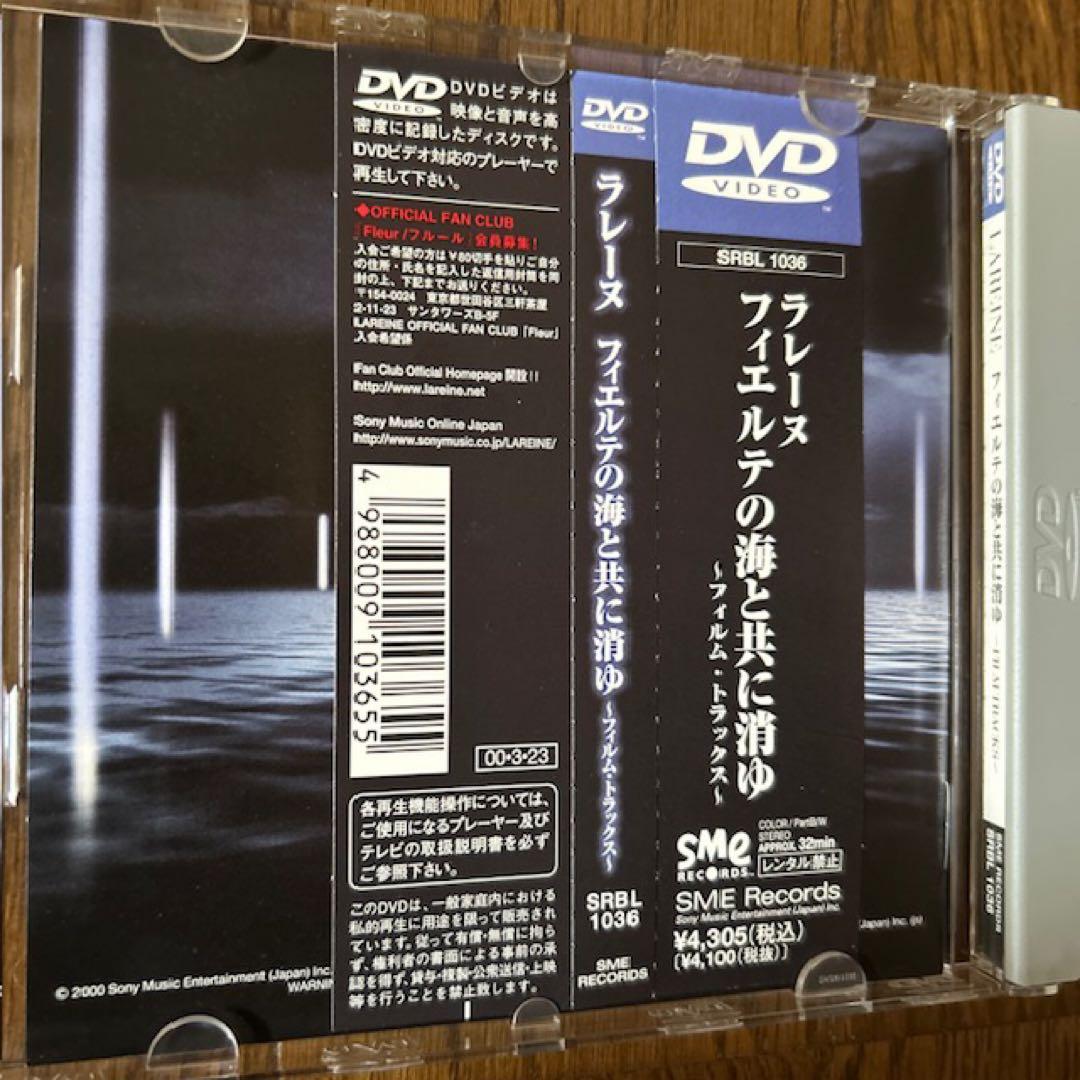 DVD
VIDEO
DVDビデオは
映像と音声を高
密度に記録したディスクです。
DVDビデオ対応のプレーヤーで
再生して下さい。
◆OFFICIAL FAN CLUB
「Fleur/フルール」会員募集!
入会ご希望の方は¥80切手を貼りご自分
の住所・氏名を記入した返信用封筒を同
封の上、下記までお送りください。
〒154-0024 東京都世田谷区三軒茶屋
2-11-23 サンタワーズB-5F
LAREINE OFFICIAL FAN CLUB「Fleur」
入会希望係
Fan Club Official Homepage 開設!!
http://www.lareine.net
Sony Music Online Japan
http://www.sonymusic.co.jp/LAREINE/
4 988009 103655
00・3・23
各再生機能操作については、
ご使用になるプレーヤー及び
テレビの取扱説明書を必ず
ご参照下さい。
このDVDは、一般家庭内における
私的再生に用途を限って販売され
ています。従って有償・無償に拘ら
ず、権利者の書面による事前の承
諾を得ず、貸与・複製・公衆送信・上映
等を行うことを禁止致します。
© 2000 Sony Music Entertainment (Japan) Inc.
DVD
VIDEO
ラレーヌ フィエルテの海と共に消ゆ ~フィルム・トラックス~
SRBL
1036
SME
RECORDS
DVD
VIDEO
SRBL 1036
ラレーヌ
フィエルテの海と共に消ゆ
~フィルム・トラックス~
SMe
RECORDS
COLOR/PartB/W
STEREO
APPROX. 32min
レンタル禁止
SME Records
Sony Music Entertainment (Japan) Inc.
¥4,305(税込)
〔¥4,100(税抜)〕
Japan) Inc.
DVD
LAREINE フィエルテの海と共に消ゆ ~FILM TRACKS~
SME RECORDS
SRBL 1036
DVD